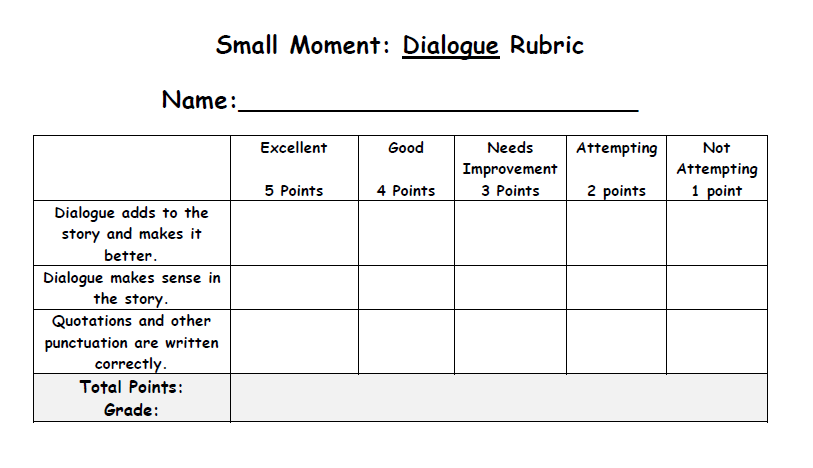 Small Moment: Dialogue Rubric
Name:
Excellent
5 Points
Good
4 Points
Needs
Improvement
3 Points
Attempting
2 points
Not
Attempting
1 point
Dialogue adds to the
story and makes it
better.
Dialogue makes sense in
the story.
Quotations and other
punctuation are written
correctly.
Total Points:
Grade: